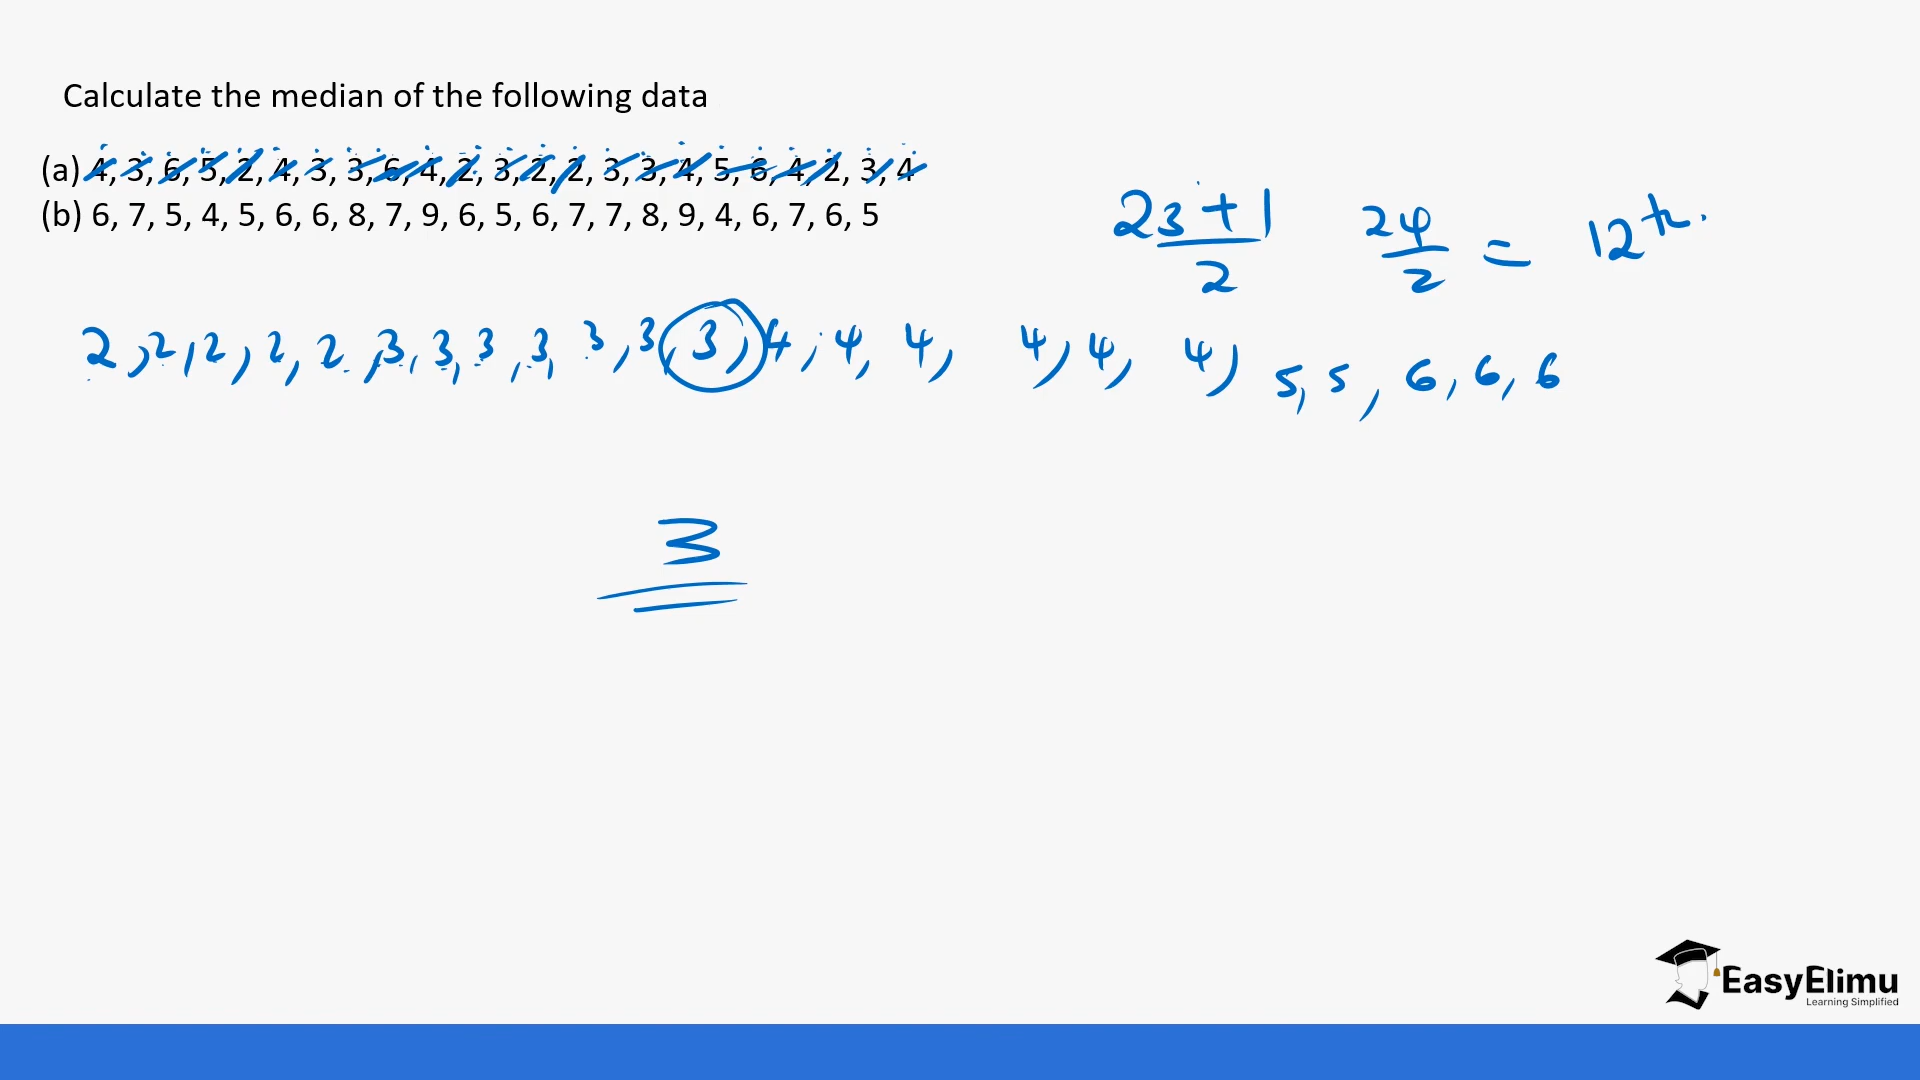 Calculate the median of the following data
(a) 4, 3, 6, 5, 2, 4, 3, 3, 6, 4, 2, 3, 2, 2, 3, 3, 4, 5, 6, 4, 2, 3, 4
(b) 6, 7, 5, 4, 5, 6, 6, 8, 7, 9, 6, 5, 6, 7, 7, 8, 9, 4, 6, 7, 6, 5
23+1/2 24/2 = 12th.
2, 2, 2, 2, 2, 3, 3, 3, 3, 3, 3, 3, 4, 4, 4, 4, 4, 4, 5, 5, 6, 6, 6
3
EasyElimu
Learning Simplified